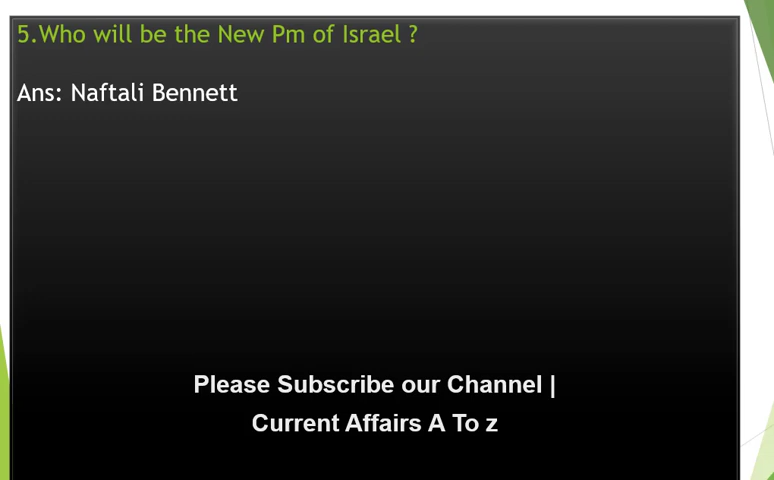 5.Who will be the New Pm of Israel ?
Ans: Naftali Bennett
Please Subscribe our Channel |
Current Affairs A To z